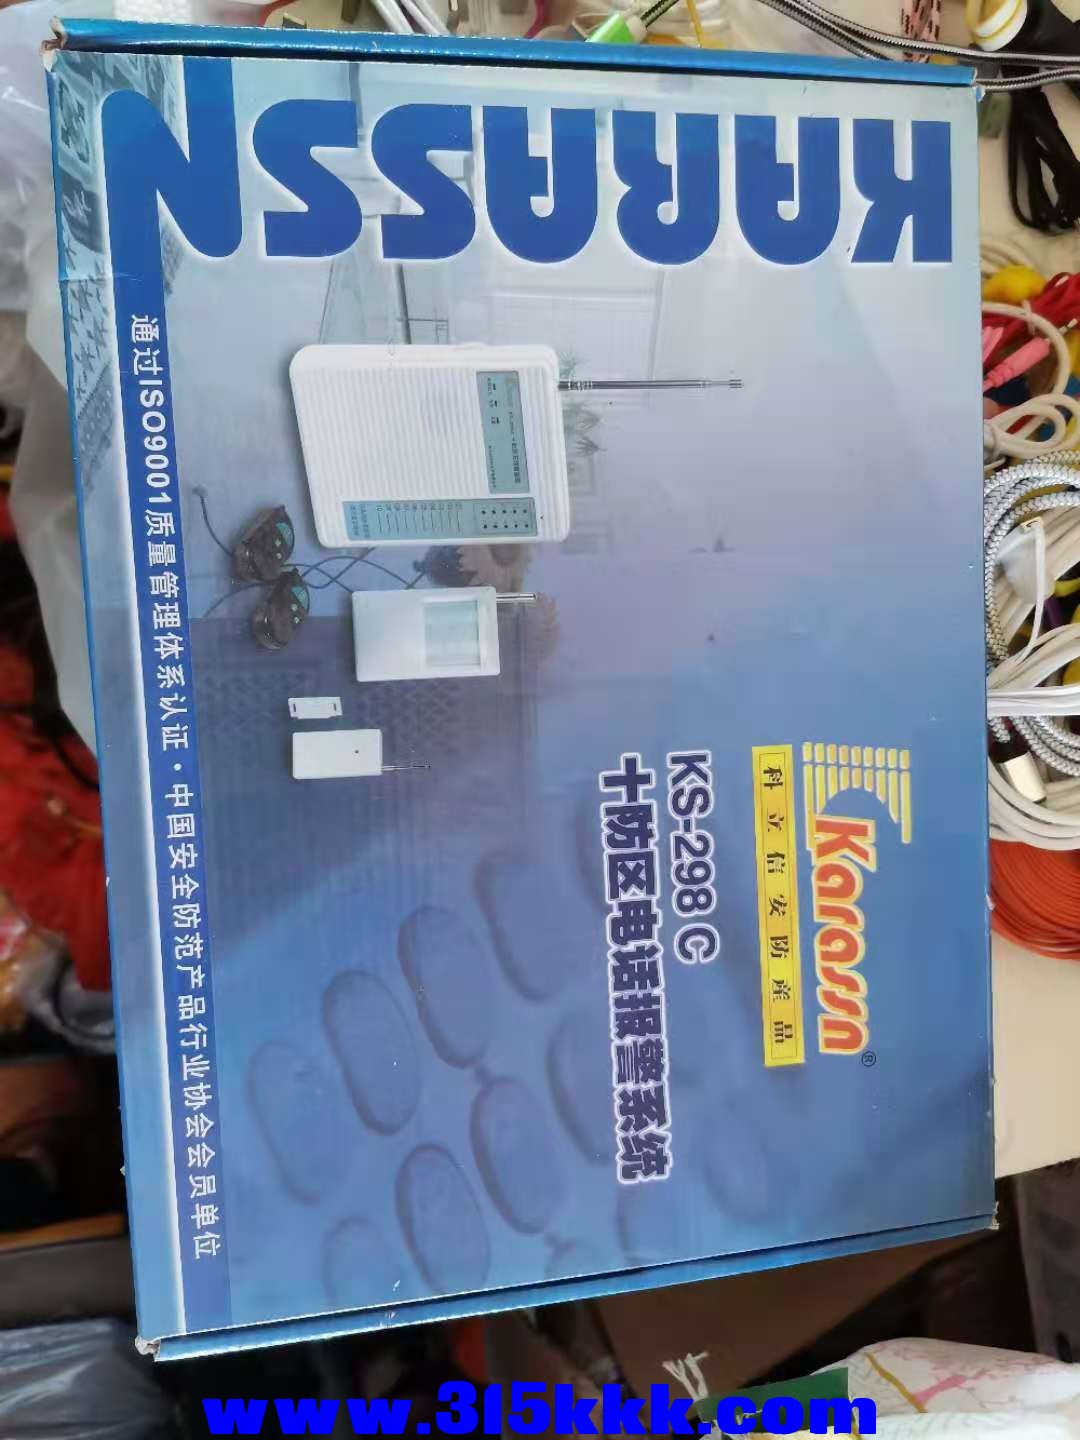 KARASSN
Karassn®
科立信安防産品
KS-298 C
十防区电话报警系统
通过ISO9001质量管理体系认证·中国安全防范产品行业协会会员单位
www.315kkk.com